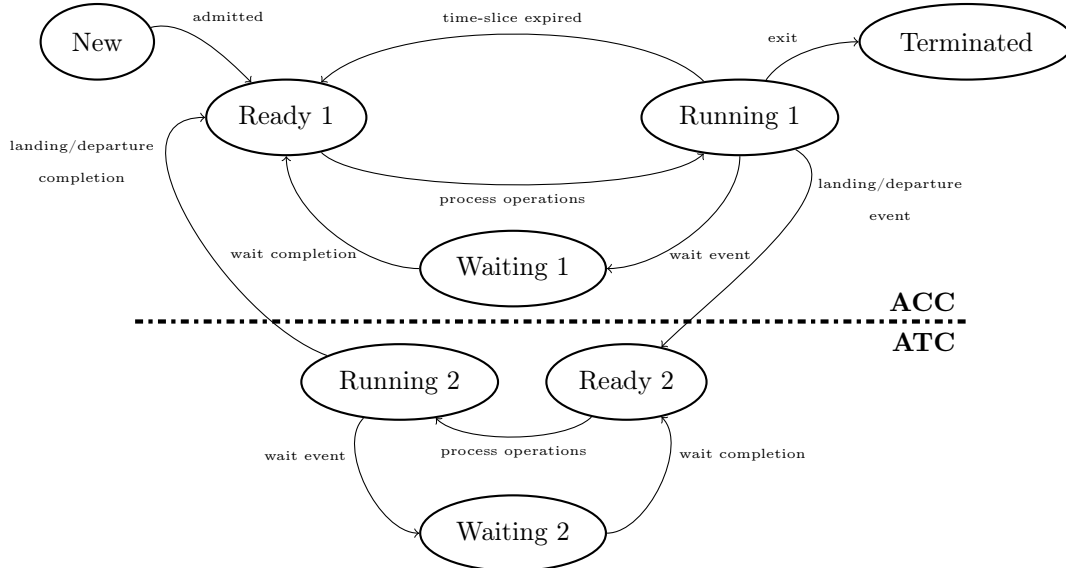 admitted
time-slice expired
exit
New
Terminated
Ready 1
Running 1
landing/departure
completion
process operations
landing/departure
event
wait completion
Waiting 1
wait event
ACC
ATC
Running 2
Ready 2
wait event
process operations
wait completion
Waiting 2